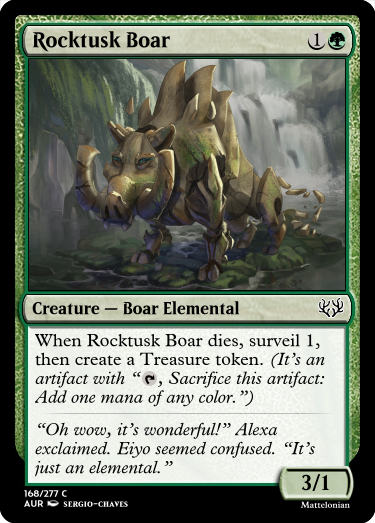 Rocktusk Boar 1
Creature — Boar Elemental
When Rocktusk Boar dies, surveil 1,
then create a Treasure token. (It's an
artifact with “, Sacrifice this artifact:
Add one mana of any color.”)
“Oh wow, it's wonderful!” Alexa
exclaimed. Eiyo seemed confused. “It's
just an elemental.”
3/1
168/277 C
AUR SERGIO-CHAVES
Mattelonian